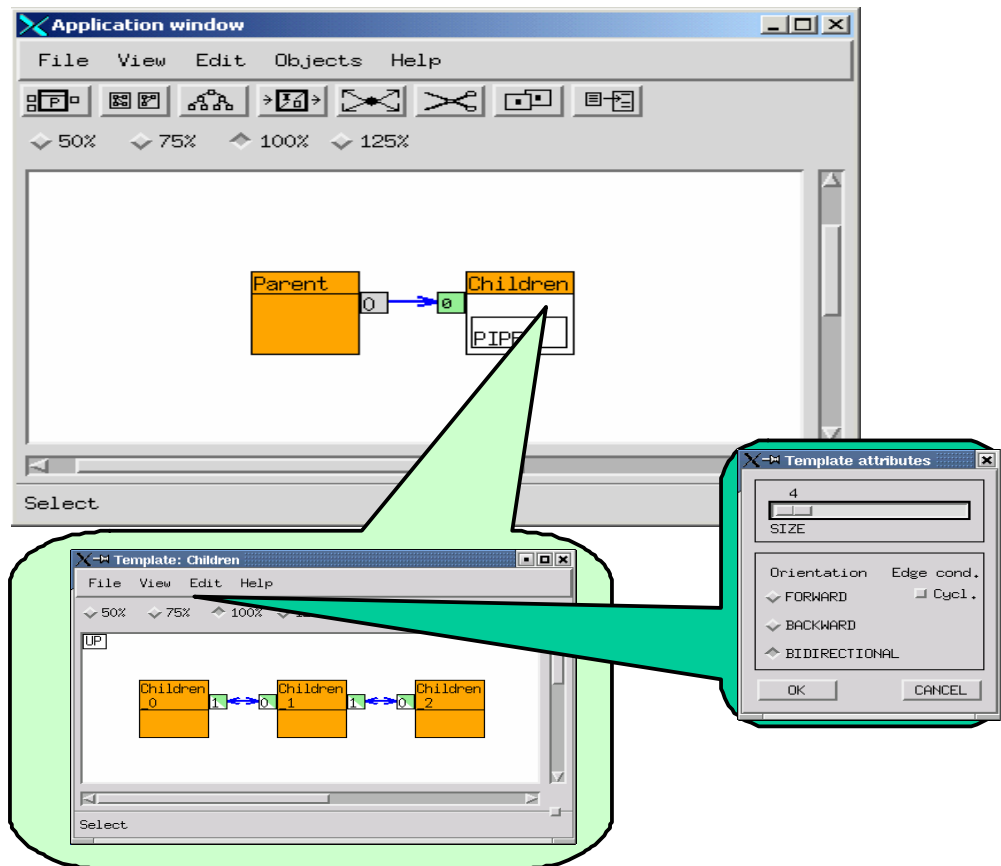 Application window
File View Edit Objects Help
P
50% 75% 100% 125%
Parent Children
O 0
PIPE
Select
Template attributes
4
SIZE
Orientation Edge cond.
FORWARD Cycl.
BACKWARD
BIDIRECTIONAL
OK CANCEL
Template: Children
File View Edit Help
50% 75% 100%
UP
Children Children Children
_0 1 0 _1 1 0 _2
Select